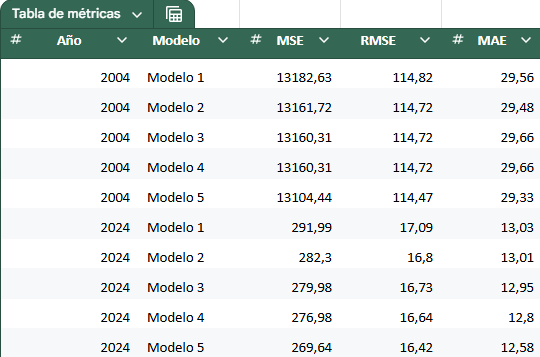 Tabla de métricas
# Año Modelo # MSE RMSE # MAE
2004 Modelo 1 13182,63 114,82 29,56
2004 Modelo 2 13161,72 114,72 29,48
2004 Modelo 3 13160,31 114,72 29,66
2004 Modelo 4 13160,31 114,72 29,66
2004 Modelo 5 13104,44 114,47 29,33
2024 Modelo 1 291,99 17,09 13,03
2024 Modelo 2 282,3 16,8 13,01
2024 Modelo 3 279,98 16,73 12,95
2024 Modelo 4 276,98 16,64 12,8
2024 Modelo 5 269,64 16,42 12,58